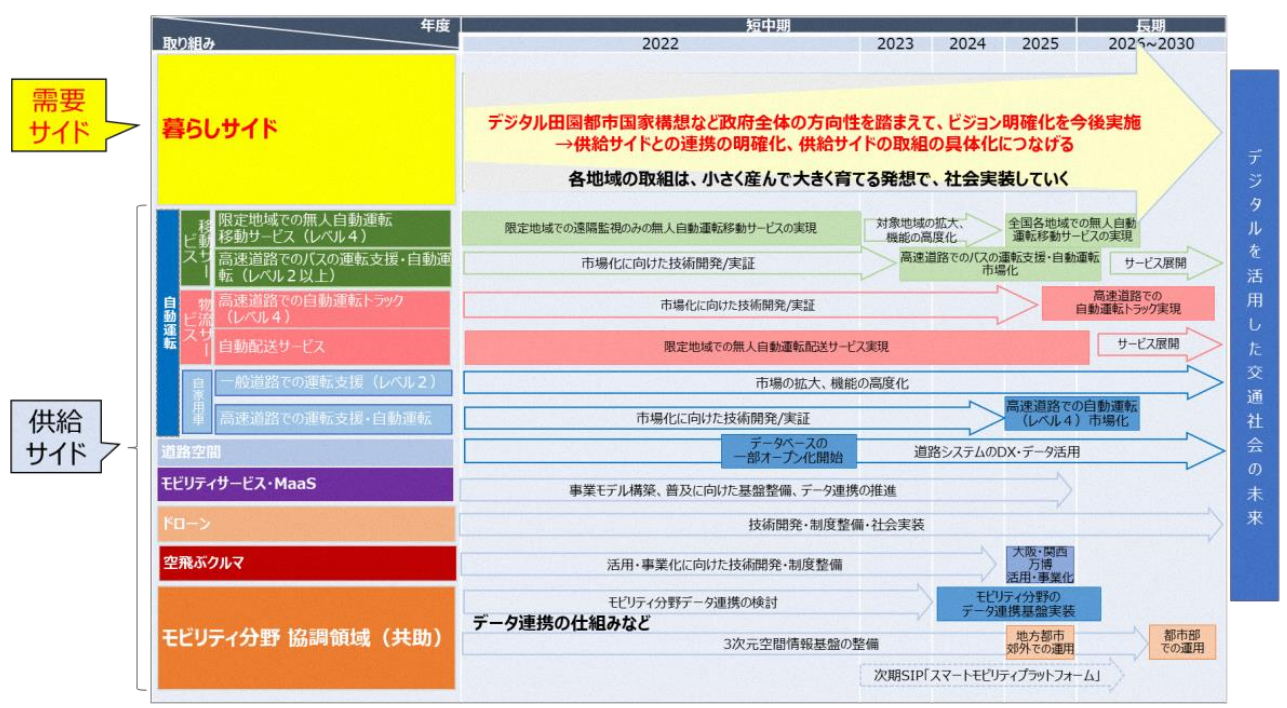 年度
取り組み
短中期
長期
2022
2023
2024
2025
2026~2030
需要
サイド
暮らしサイド
デジタル田園都市国家構想など政府全体の方向性を踏まえて、ビジョン明確化を今後実施
→供給サイドとの連携の明確化、供給サイドの取組の具体化につなげる
各地域の取組は、小さく産んで大きく育てる発想で、社会実装していく
供給
サイド
自動運転
移動サービス
限定地域での無人自動運転
移動サービス（レベル４）
限定地域での遠隔監視のみの無人自動運転移動サービスの実現
対象地域の拡大、
機能の高度化
全国各地域での無人自動
運転移動サービスの実現
高速道路でのバスの運転支援・自動運
転（レベル２以上）
市場化に向けた技術開発/実証
高速道路でのバスの運転支援・自動運転
市場化
サービス展開
物流サービス
高速道路での自動運転トラック
（レベル４）
市場化に向けた技術開発/実証
高速道路での
自動運転トラック実現
自動配送サービス
限定地域での無人自動運転配送サービス実現
サービス展開
自家用車
一般道路での運転支援（レベル２）
市場の拡大、機能の高度化
高速道路での運転支援・自動運転
市場化に向けた技術開発/実証
高速道路での自動運転
（レベル４）市場化
道路空間
データベースの
一部オープン化開始
道路システムのDX・データ活用
モビリティサービス・MaaS
事業モデル構築、普及に向けた基盤整備、データ連携の推進
ドローン
技術開発・制度整備・社会実装
空飛ぶクルマ
活用・事業化に向けた技術開発・制度整備
大阪・関西
万博
活用・事業化
モビリティ分野 協調領域（共助）
モビリティ分野データ連携の検討
モビリティ分野の
データ連携基盤実装
データ連携の仕組みなど
3次元空間情報基盤の整備
地方都市
郊外での運用
都市部
での運用
次期SIP「スマートモビリティプラットフォーム」
デジタルを活用した交通社会の未来